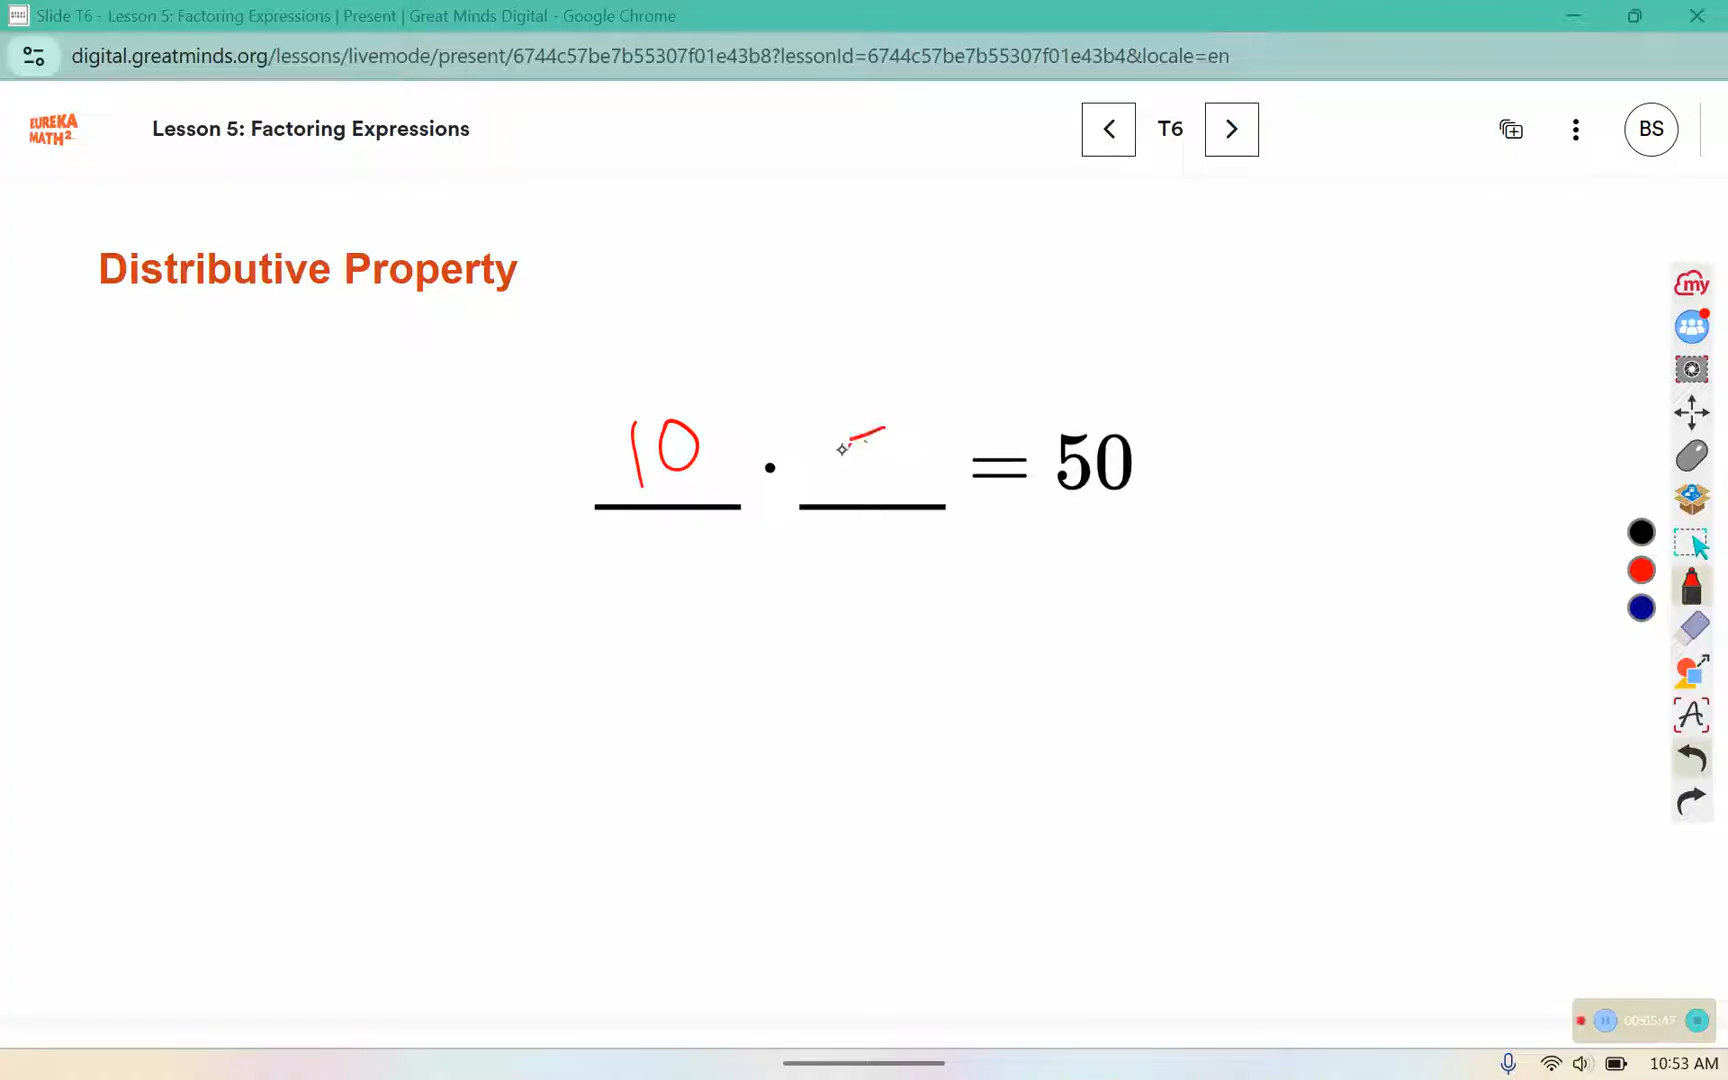 Slide T6 - Lesson 5: Factoring Expressions | Present | Great Minds Digital - Google Chrome
digital.greatminds.org/lessons/livemode/present/6744c57be7b55307f01e43b8?lessonId=6744c57be7b55307f01e43b4&locale=en
EUREKA
MATH²
Lesson 5: Factoring Expressions
T6
BS
Distributive Property
my
10 · = 50
A
10:53 AM